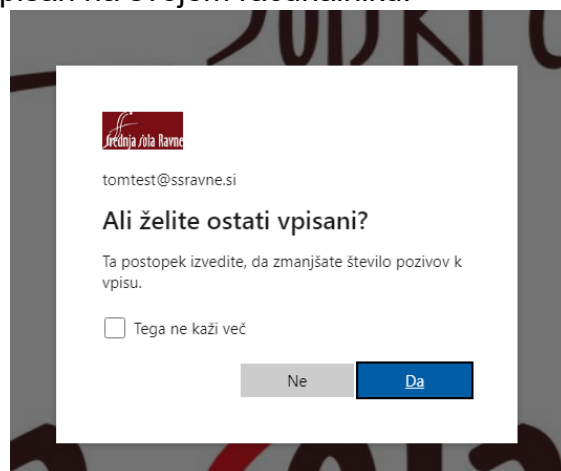 Srednja šola Ravne
tomtest@ssravne.si
Ali želite ostati vpisani?
Ta postopek izvedite, da zmanjšate število pozivov k
vpisu.
Tega ne kaži več
Ne
Da